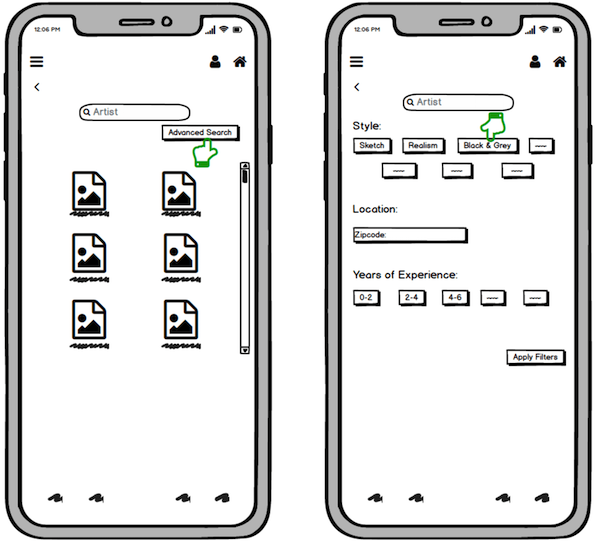 12:06 PM
Artist
Advanced Search
12:06 PM
Artist
Style:
Sketch Realism Black & Grey
Location:
Zipcode:
Years of Experience:
0-2 2-4 4-6
Apply Filters